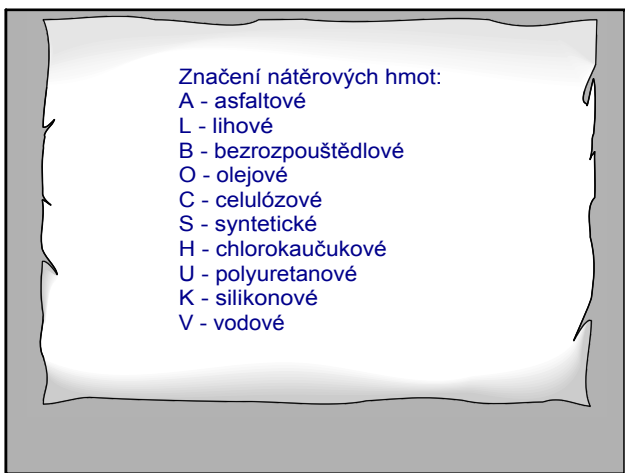 Značení nátěrových hmot:
A - asfaltové
L - lihové
B - bezrozpouštědlové
O - olejové
C - celulózové
S - syntetické
H - chlorokaučukové
U - polyuretanové
K - silikonové
V - vodové